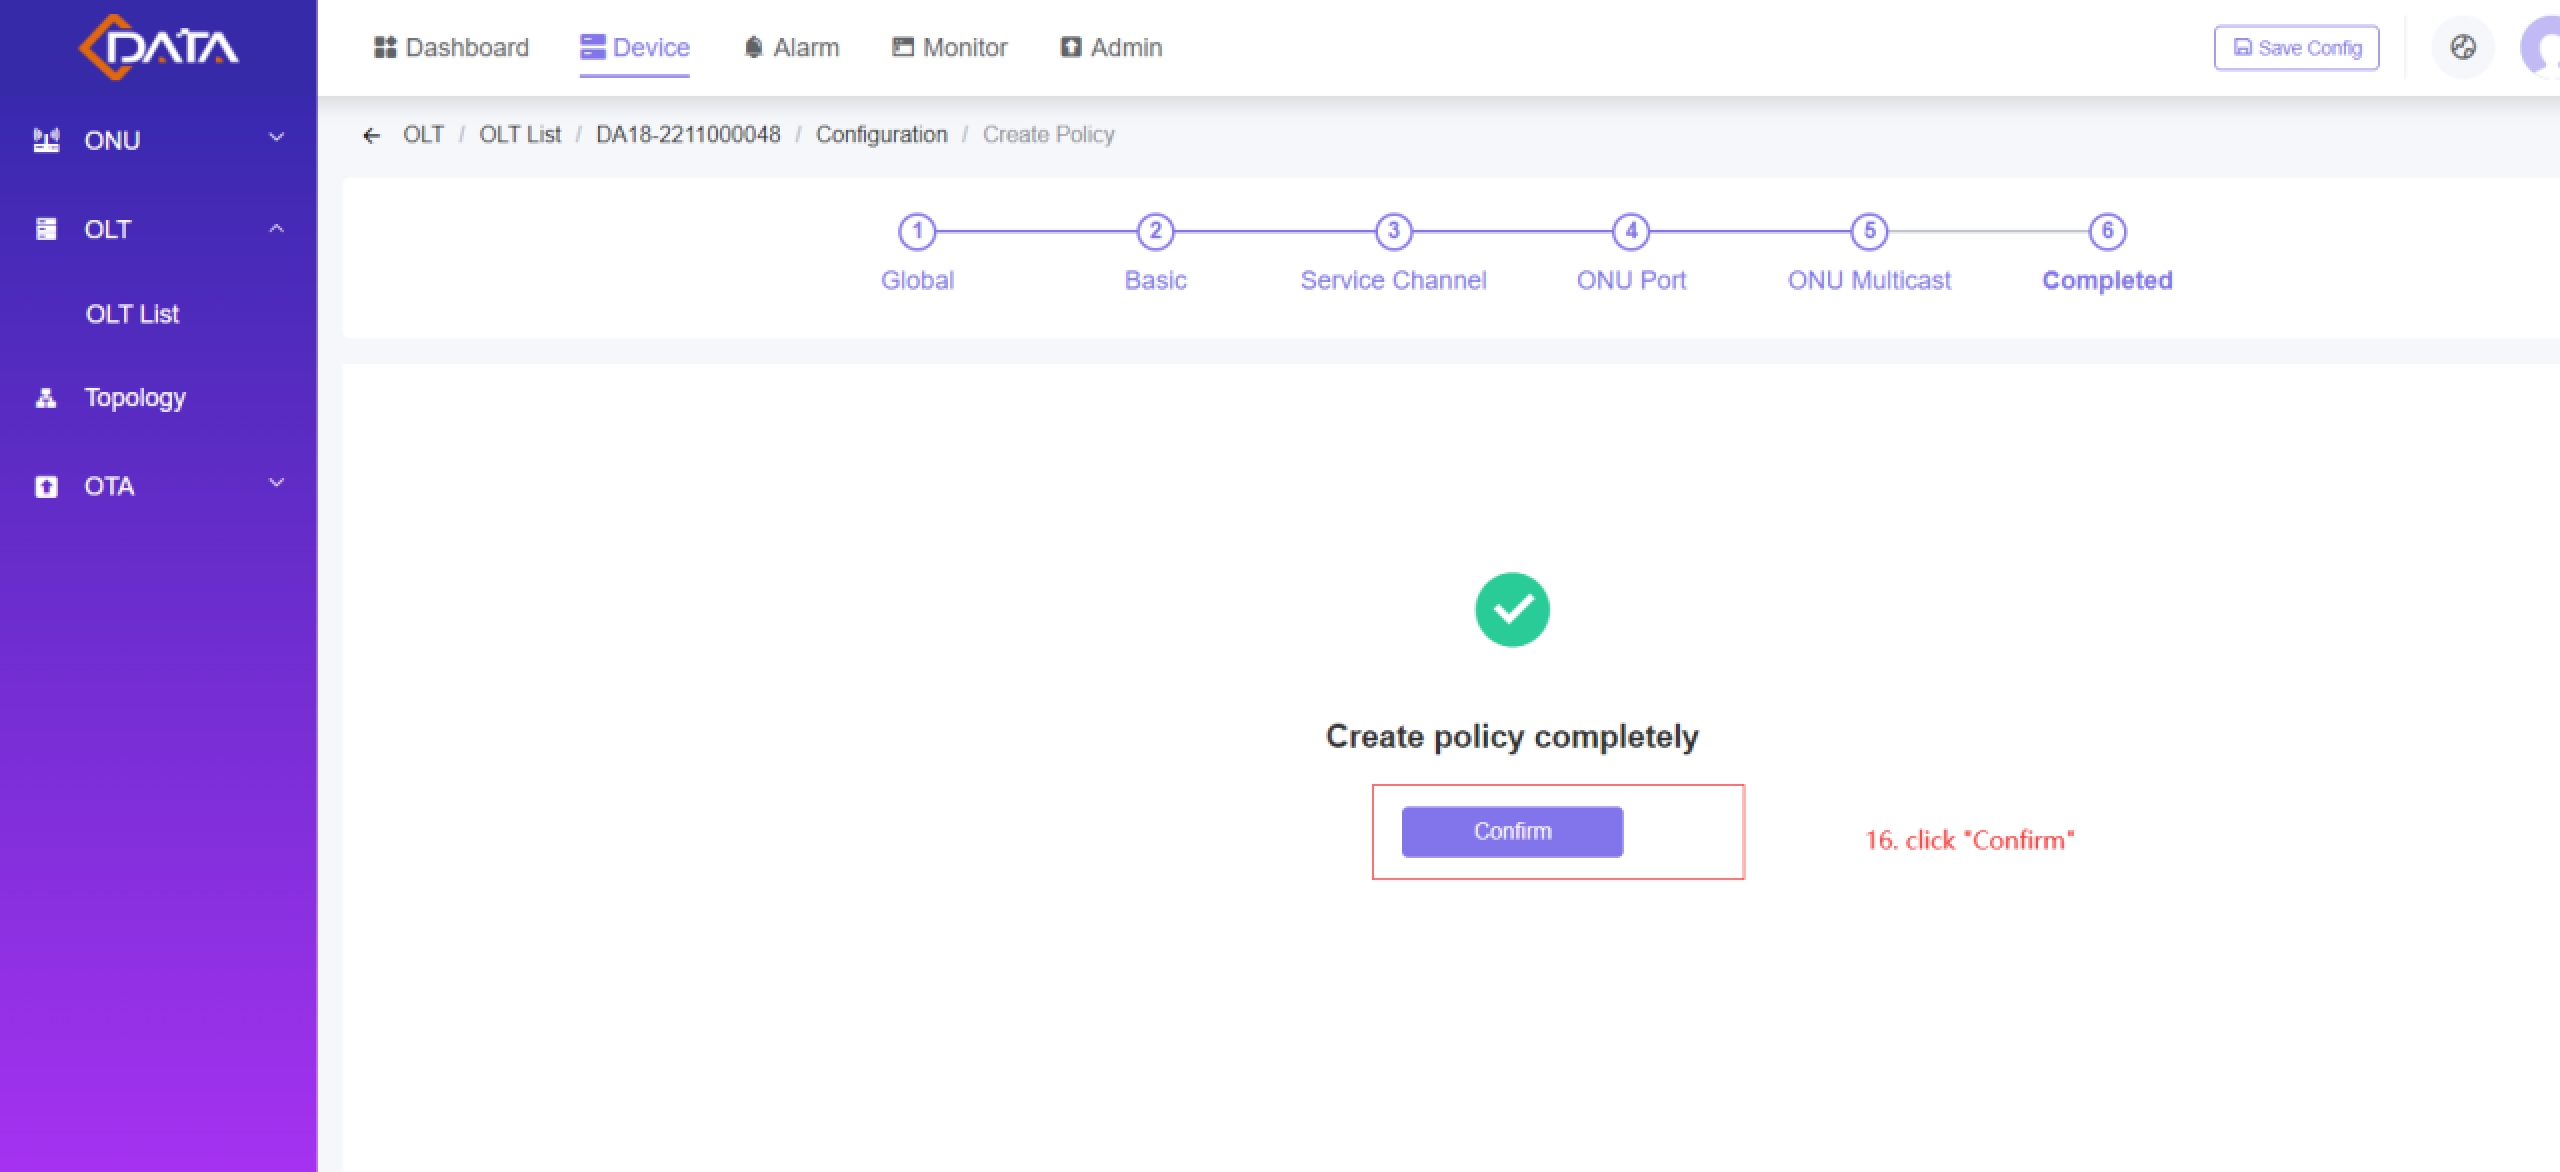 DATA
Dashboard
Device
Alarm
Monitor
Admin
Save Config
ONU
OLT
OLT List
Topology
OTA
OLT / OLT List / DA18-2211000048 / Configuration / Create Policy
1 2 3 4 5 6
Global Basic Service Channel ONU Port ONU Multicast Completed
Create policy completely
Confirm
16. click "Confirm"